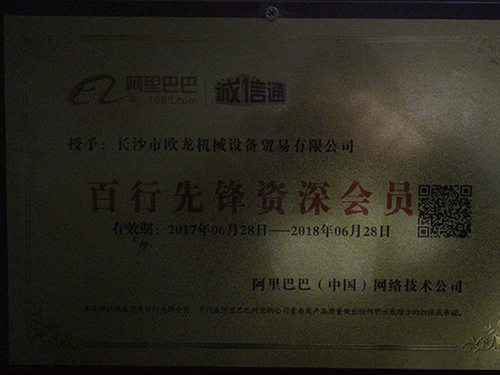 阿里巴巴
1688.com
诚信通
授予：长沙市欧龙机械设备贸易有限公司
百行先锋资深会员
有效期：2017年06月28日——2018年06月28日
阿里巴巴（中国）网络技术公司